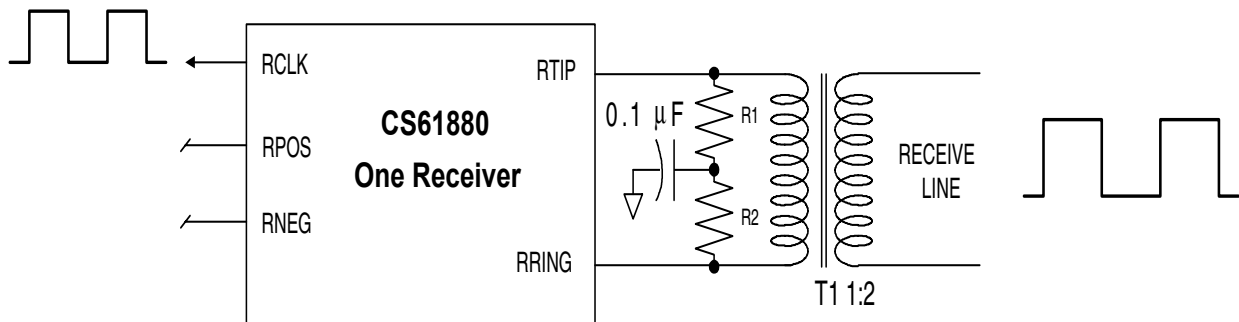 RCLK
RPOS
RNEG
CS61880
One Receiver
RTIP
RRING
0.1 μF
R1
R2
T1 1:2
RECEIVE
LINE